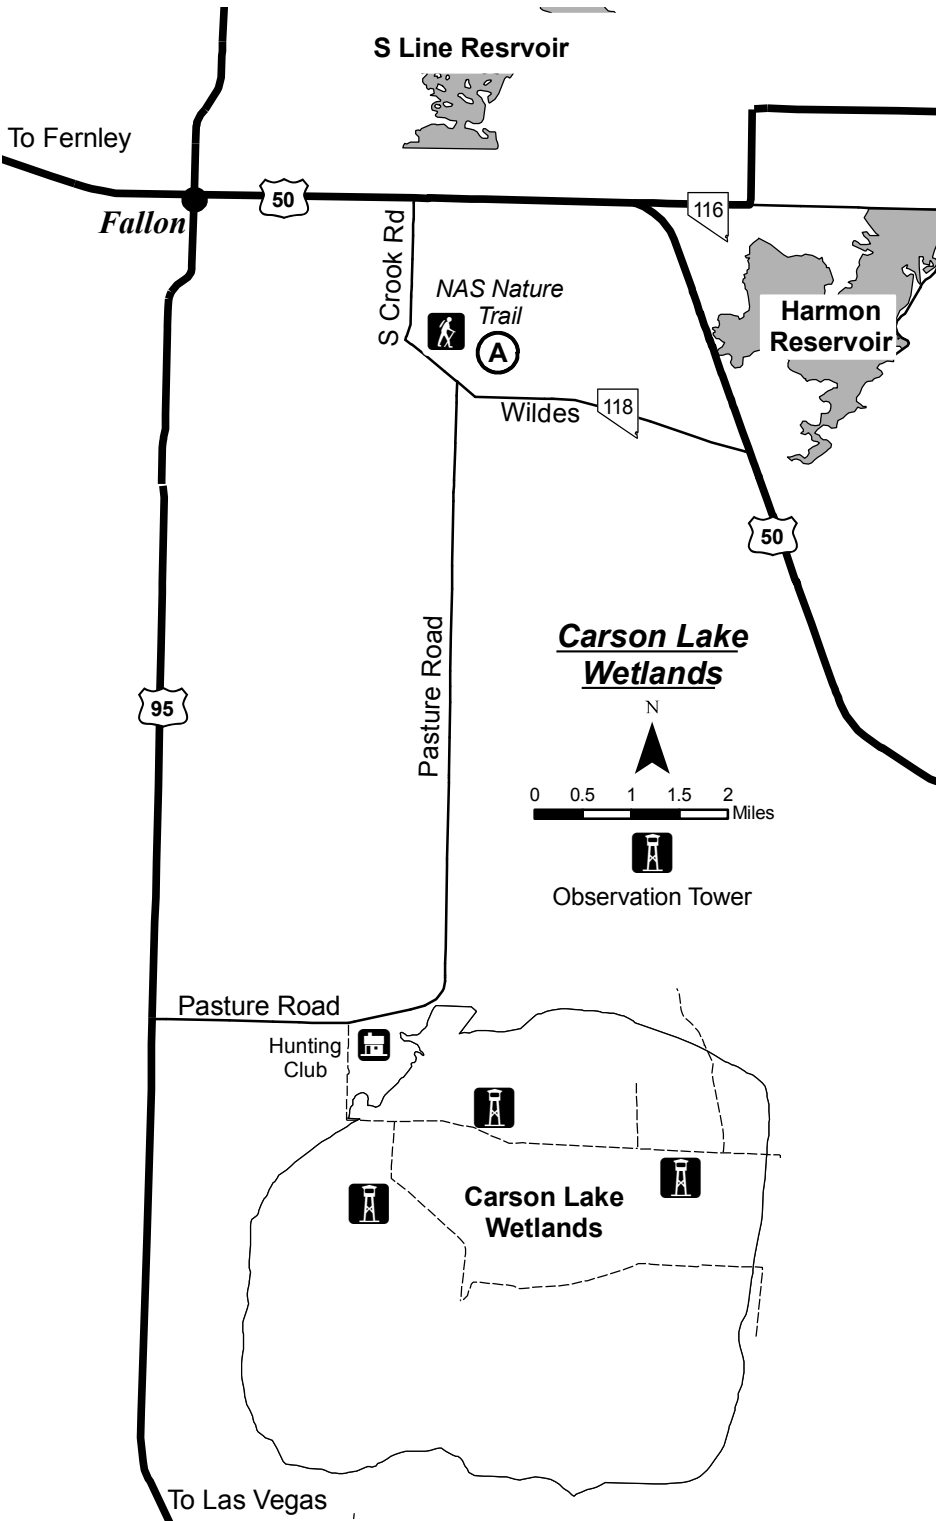 S Line Resrvoir
To Fernley
50
Fallon
116
S Crook Rd
NAS Nature
Trail
A
Harmon
Reservoir
Wildes
118
50
Carson Lake
Wetlands
N
Pasture Road
95
0 0.5 1 1.5 2
Miles
Observation Tower
Pasture Road
Hunting
Club
Carson Lake
Wetlands
To Las Vegas